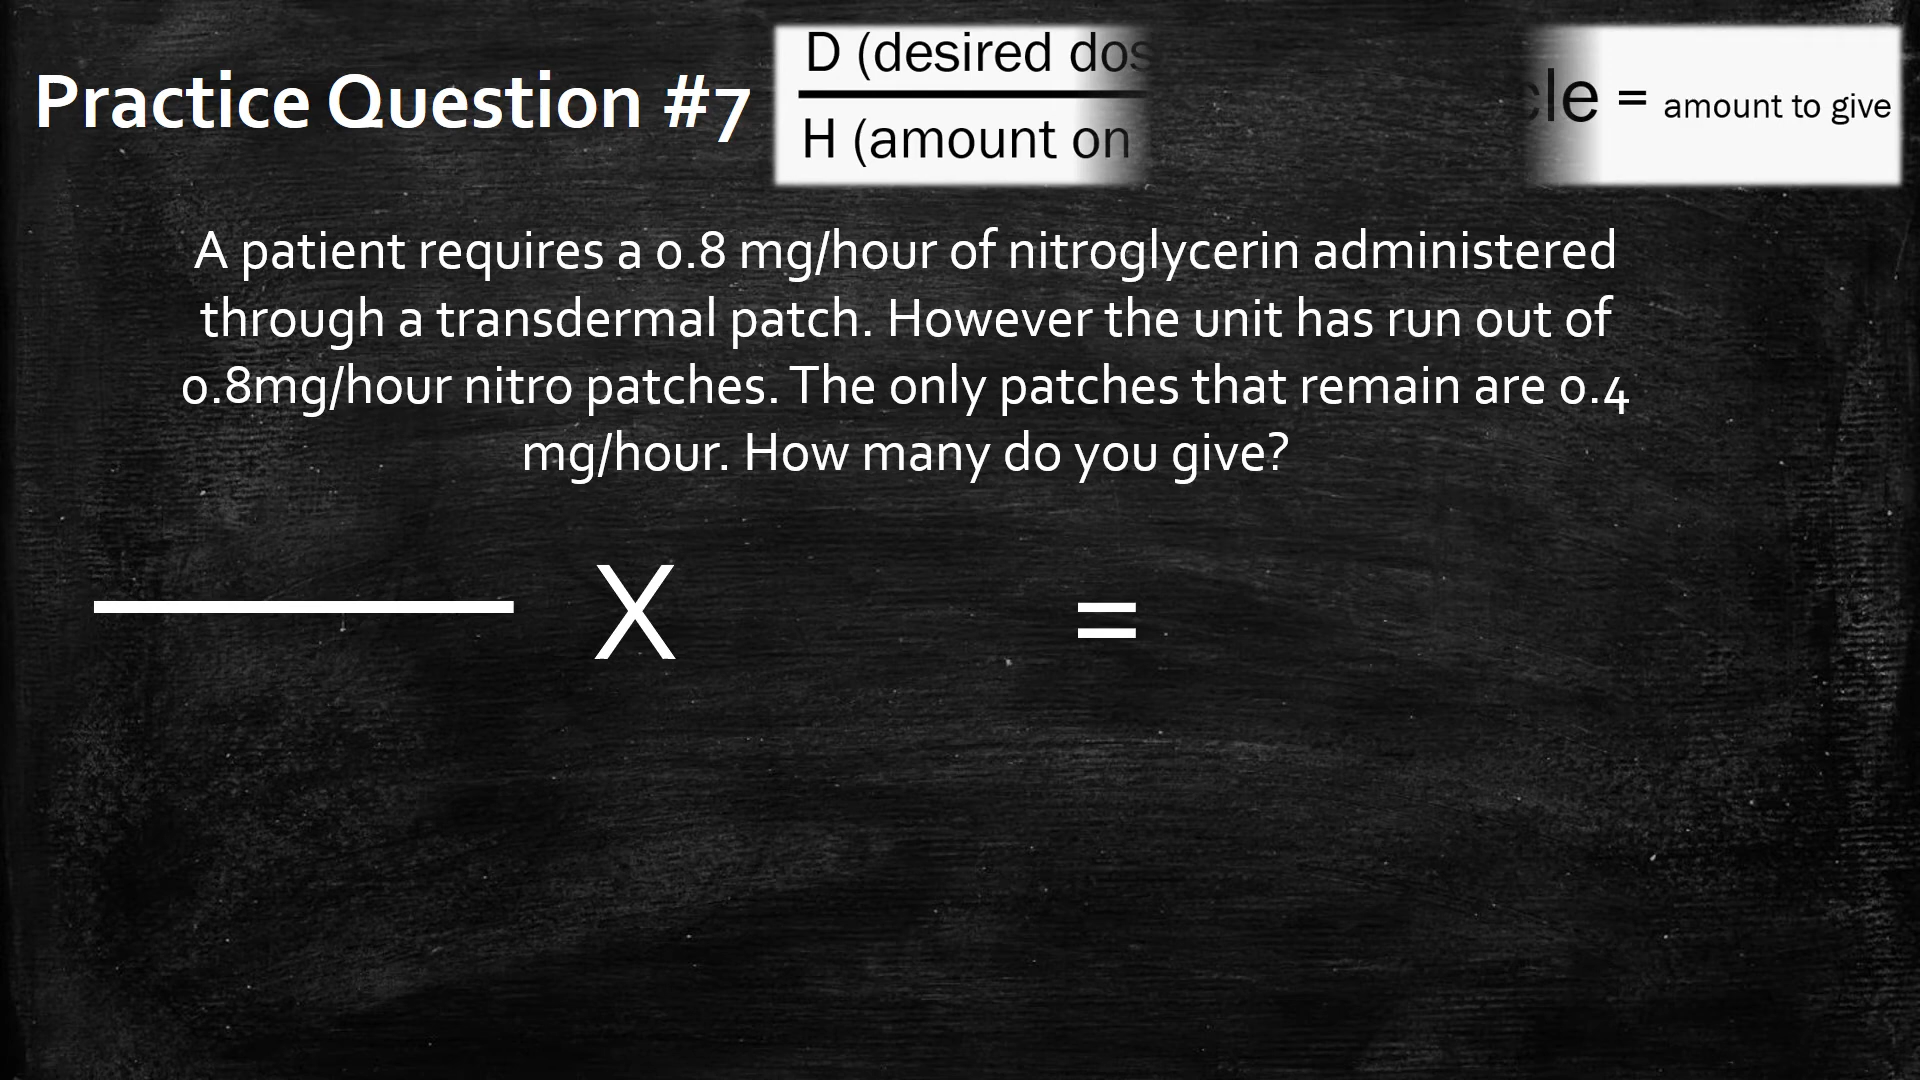 Practice Question #7
D (desired
H (amount on
= amount to give
A patient requires a 0.8 mg/hour of nitroglycerin administered
through a transdermal patch. However the unit has run out of
0.8mg/hour nitro patches. The only patches that remain are 0.4
mg/hour. How many do you give?
X =